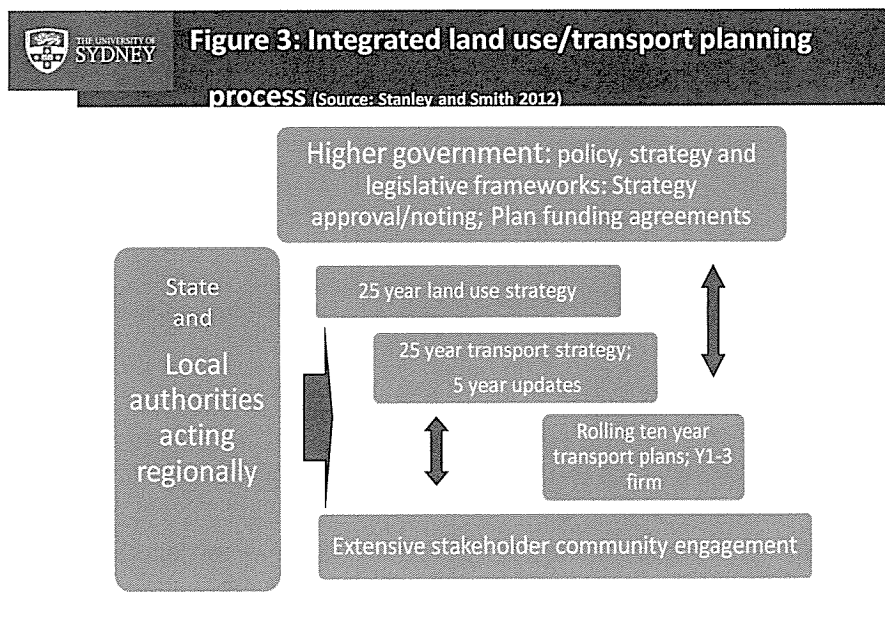 THE UNIVERSITY OF
SYDNEY
Figure 3: Integrated land use/transport planning
process (Source: Stanley and Smith 2012)
Higher government: policy, strategy and
legislative frameworks: Strategy
approval/noting; Plan funding agreements
State
and
Local
authorities
acting
regionally
25 year land use strategy
25 year transport strategy;
5 year updates
Rolling ten year
transport plans; Y1-3
firm
Extensive stakeholder community engagement